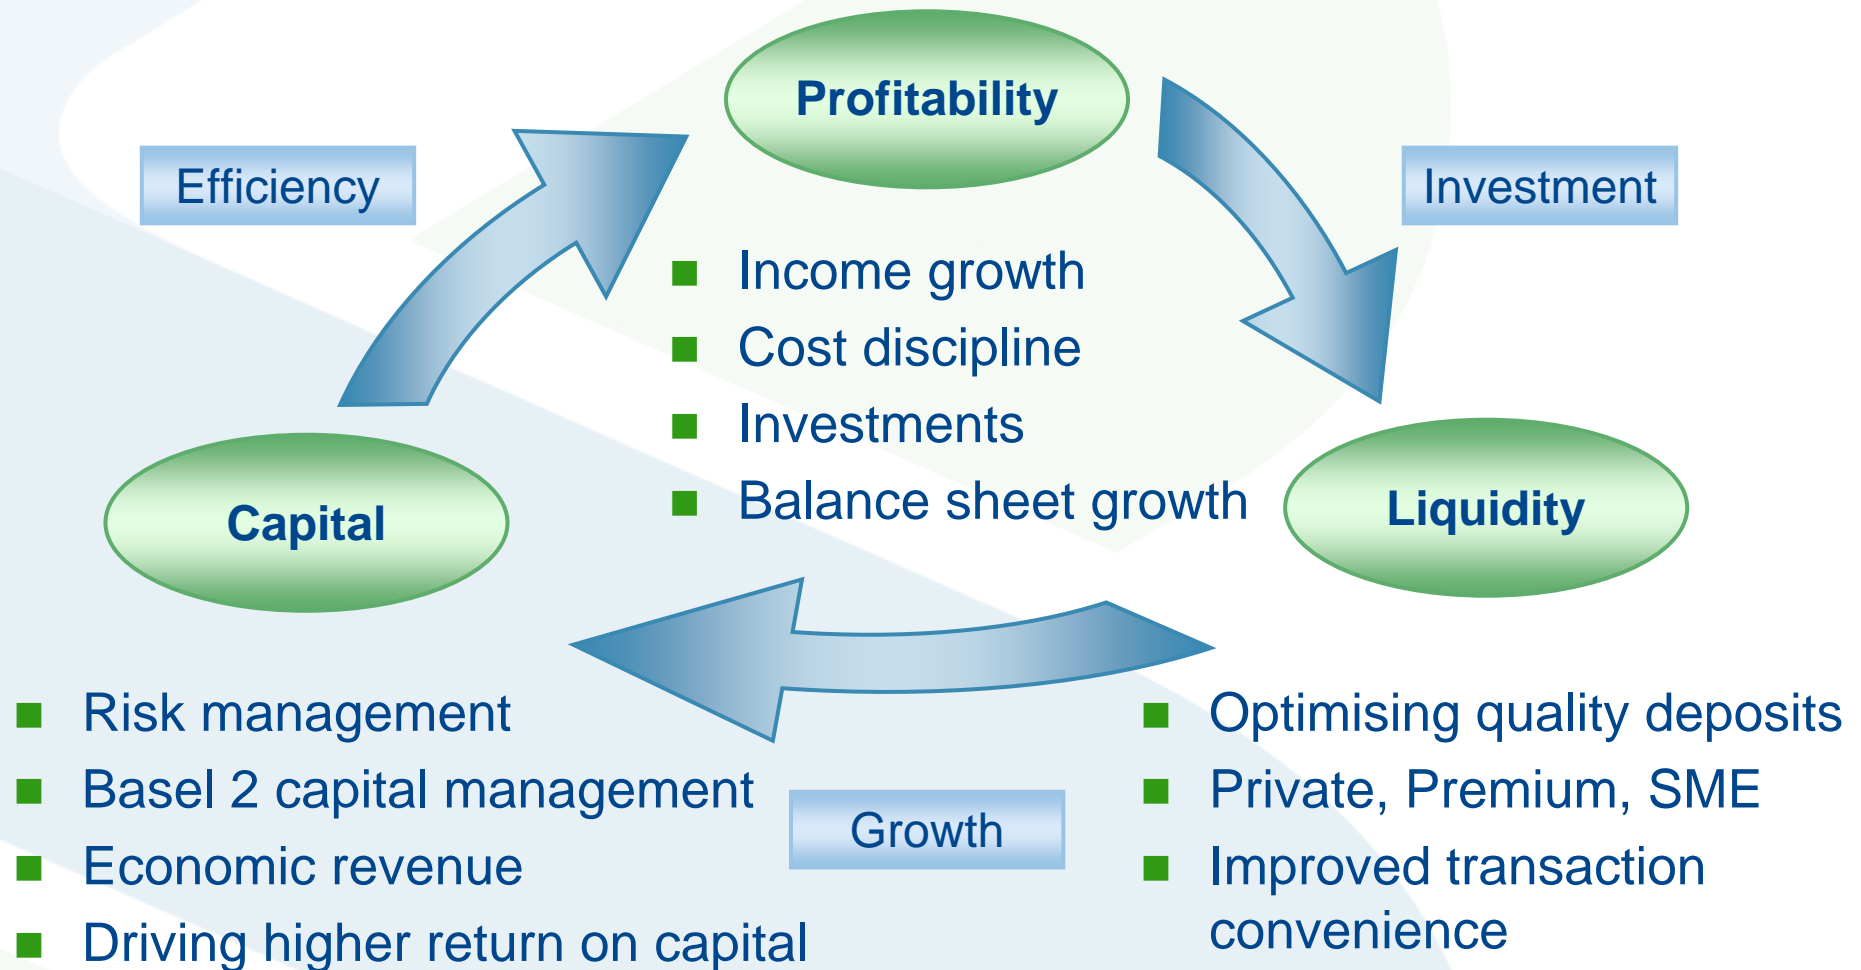 Profitability
Efficiency
Investment
Income growth
Cost discipline
Investments
Balance sheet growth
Capital
Liquidity
Risk management
Basel 2 capital management
Economic revenue
Driving higher return on capital
Growth
Optimising quality deposits
Private, Premium, SME
Improved transaction
convenience